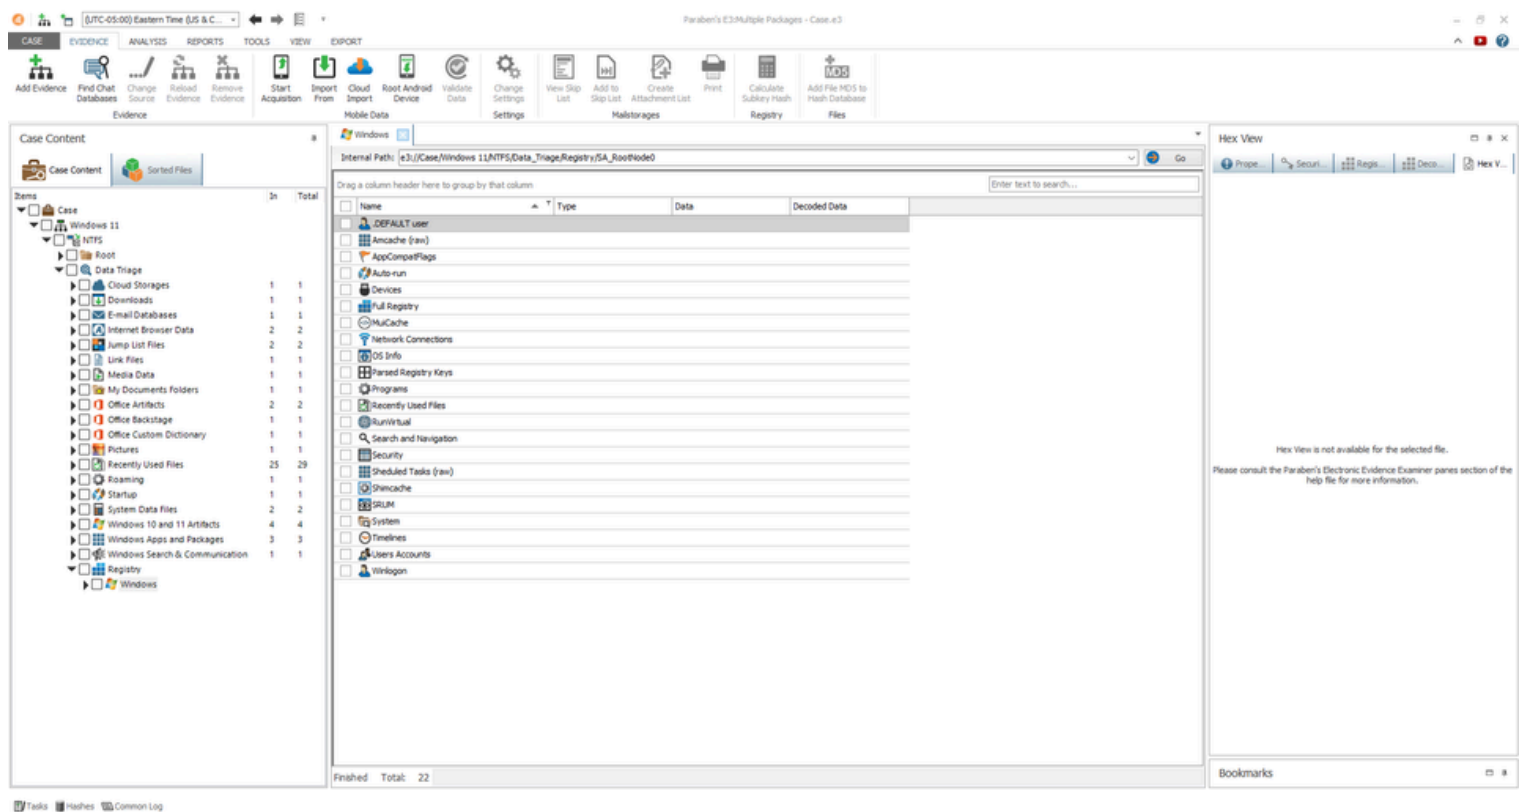 (UTC-05:00) Eastern Time (US & C...
Paraben's E3:Multiple Packages - Case.e3
CASE EVIDENCE ANALYSIS REPORTS TOOLS VIEW EXPORT
Add Evidence
Find Chat Databases
Change Source
Reload Evidence
Remove Evidence
Start Acquisition
Import From
Cloud Import
Root Android Device
Validate Data
Change Settings
View Skip List
Add to Skip List
Create Attachment List
Print
Calculate Subkey Hash
MD5
Add File MD5 to Hash Database
Evidence Mobile Data Settings Mailstorages Registry Files
Case Content
Case Content Sorted Files
Items In Total
Case
Windows 11
NTFS
Root
Data Triage
Cloud Storages 1 1
Downloads 1 1
E-mail Databases 1 1
Internet Browser Data 2 2
Jump List Files 2 2
Link Files 1 1
Media Data 1 1
My Documents Folders 1 1
Office Artifacts 2 2
Office Backstage 1 1
Office Custom Dictionary 1 1
Pictures 1 1
Recently Used Files 25 29
Roaming 1 1
Startup 1 1
System Data Files 2 2
Windows 10 and 11 Artifacts 4 4
Windows Apps and Packages 3 3
Windows Search & Communication 1 1
Registry
Windows
Windows
Internal Path: e3://Case/Windows 11/NTFS/Data_Triage/Registry/SA_RootNode0 Go
Drag a column header here to group by that column Enter text to search...
Name Type Data Decoded Data
.DEFAULT user
Amcache (raw)
AppCompatFlags
Auto-run
Devices
Full Registry
MuiCache
Network Connections
OS Info
Parsed Registry Keys
Programs
Recently Used Files
RunVirtual
Search and Navigation
Security
Sheduled Tasks (raw)
Shimcache
SRUM
System
Timelines
Users Accounts
Winlogon
Finished Total: 22
Hex View
Prope... Securi... Regis... Deco... Hex V...
Hex View is not available for the selected file.
Please consult the Paraben's Electronic Evidence Examiner panes section of the
help file for more information.
Bookmarks
Tasks Hashes Common Log